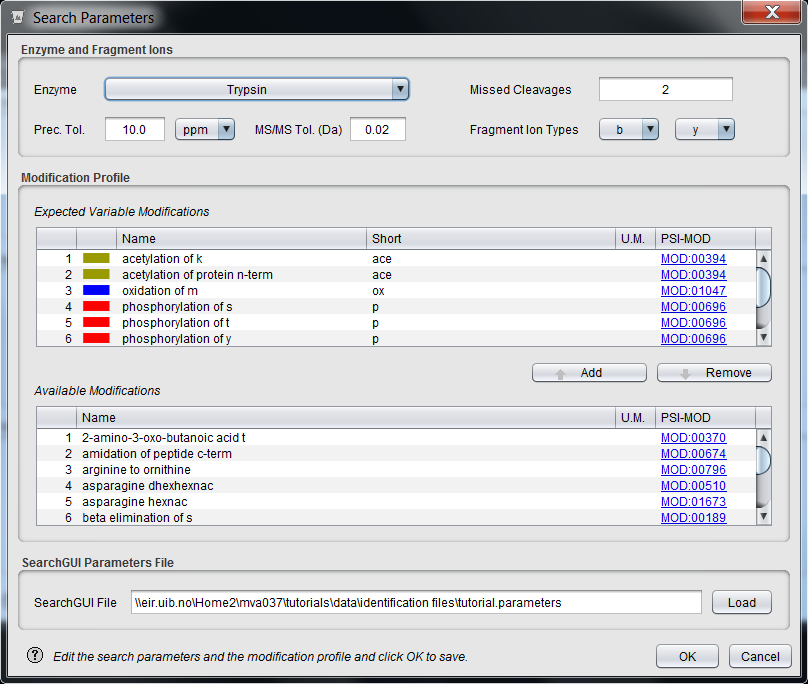 Search Parameters
Enzyme and Fragment Ions
Enzyme Trypsin Missed Cleavages 2
Prec. Tol. 10.0 ppm MS/MS Tol. (Da) 0.02 Fragment Ion Types b y
Modification Profile
Expected Variable Modifications
Name Short U.M. PSI-MOD
1 acetylation of k ace MOD:00394
2 acetylation of protein n-term ace MOD:00394
3 oxidation of m ox MOD:01047
4 phosphorylation of s p MOD:00696
5 phosphorylation of t p MOD:00696
6 phosphorylation of y p MOD:00696
Add Remove
Available Modifications
Name U.M. PSI-MOD
1 2-amino-3-oxo-butanoic acid t MOD:00370
2 amidation of peptide c-term MOD:00674
3 arginine to ornithine MOD:00796
4 asparagine dhexhexnac MOD:00510
5 asparagine hexnac MOD:01673
6 beta elimination of s MOD:00189
SearchGUI Parameters File
SearchGUI File \\eir.uib.no\Home2\mva037\tutorials\data\identification files\tutorial.parameters Load
? Edit the search parameters and the modification profile and click OK to save. OK Cancel